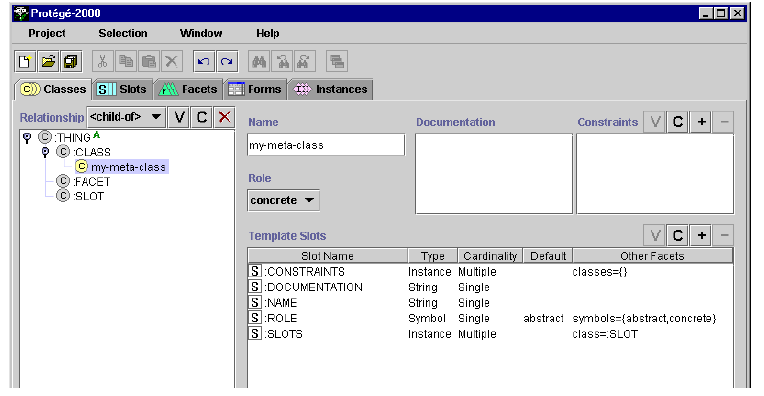 Protégé-2000
Project Selection Window Help
Classes S Slots Facets Forms Instances
Relationship <child-of> V C
Name Documentation Constraints V C + −
C :THING A
C :CLASS
C my-meta-class
C :FACET
C :SLOT
my-meta-class
Role
concrete
Template Slots V C + −
Slot Name Type Cardinality Default Other Facets
S :CONSTRAINTS Instance Multiple classes={}
S :DOCUMENTATION String Single
S :NAME String Single
S :ROLE Symbol Single abstract symbols={abstract,concrete}
S :SLOTS Instance Multiple class=:SLOT